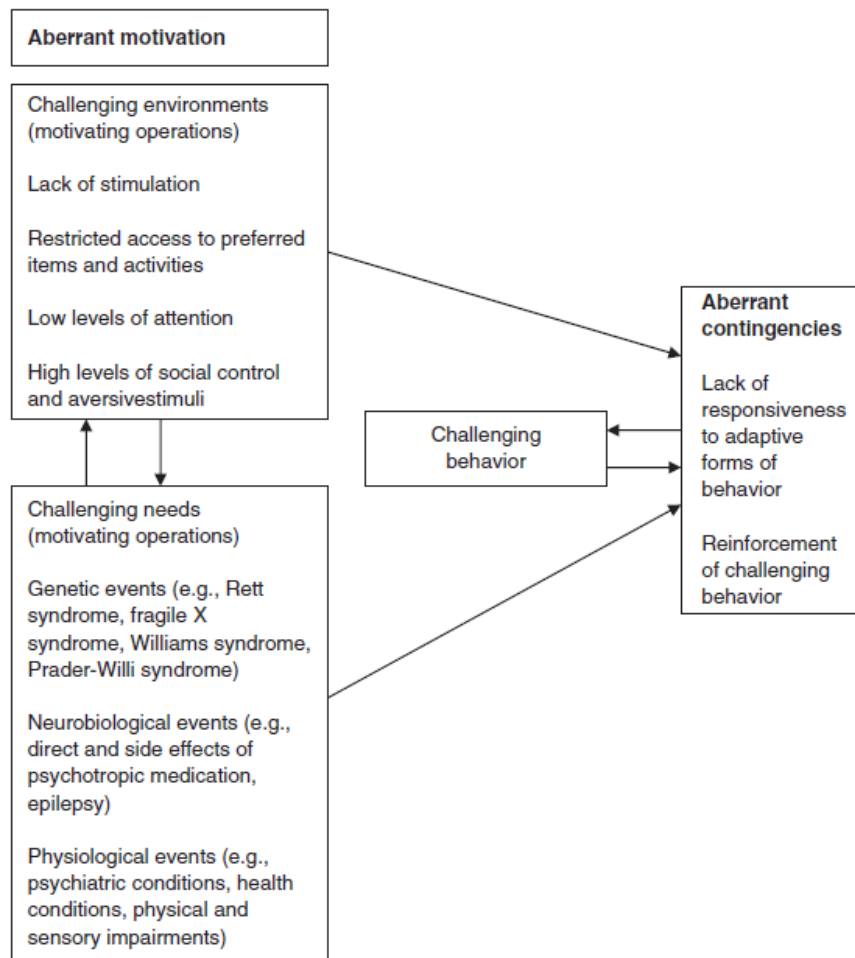 Aberrant motivation
Challenging environments
(motivating operations)
Lack of stimulation
Restricted access to preferred
items and activities
Low levels of attention
High levels of social control
and aversivestimuli
Challenging needs
(motivating operations)
Genetic events (e.g., Rett
syndrome, fragile X
syndrome, Williams syndrome,
Prader-Willi syndrome)
Neurobiological events (e.g.,
direct and side effects of
psychotropic medication,
epilepsy)
Physiological events (e.g.,
psychiatric conditions, health
conditions, physical and
sensory impairments)
Challenging
behavior
Aberrant
contingencies
Lack of
responsiveness
to adaptive
forms of
behavior
Reinforcement
of challenging
behavior